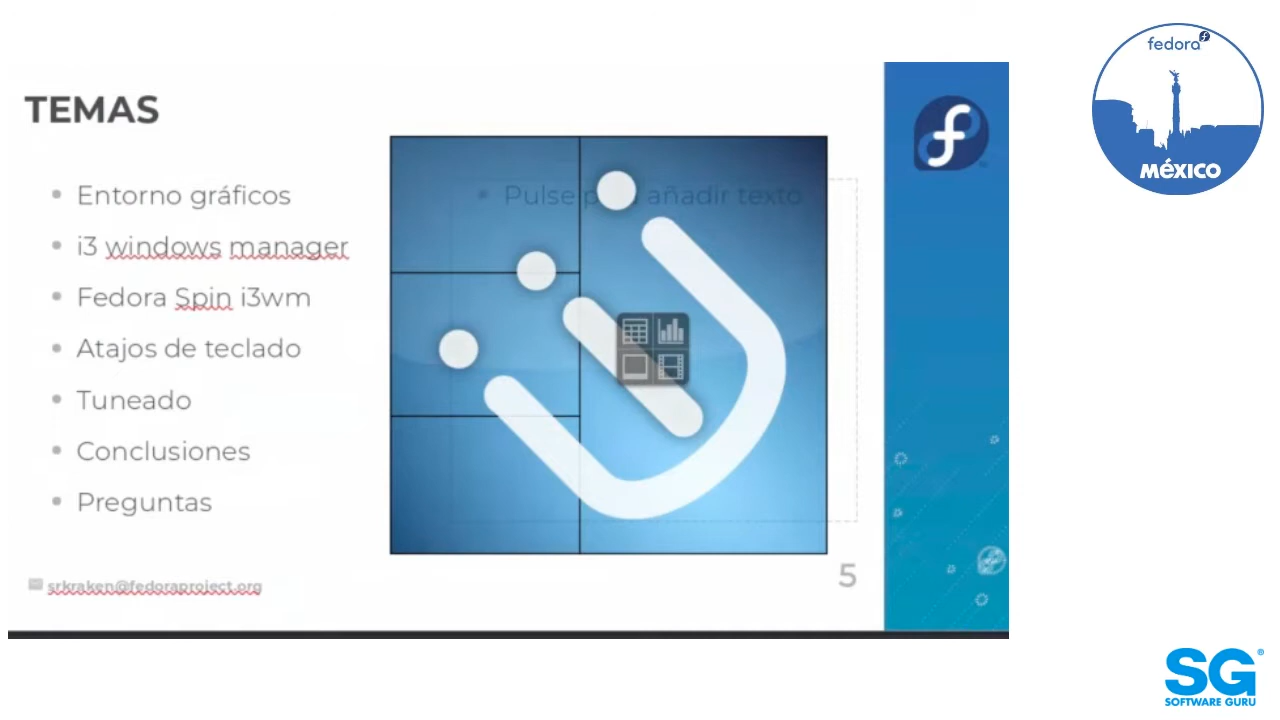 TEMAS
Entorno gráficos
i3 windows manager
Fedora Spin i3wm
Atajos de teclado
Tuneado
Conclusiones
Preguntas
Pulse p añadir texto
srkraken@fedoraproject.org
5
fedora
MÉXICO
SG
SOFTWARE GURU